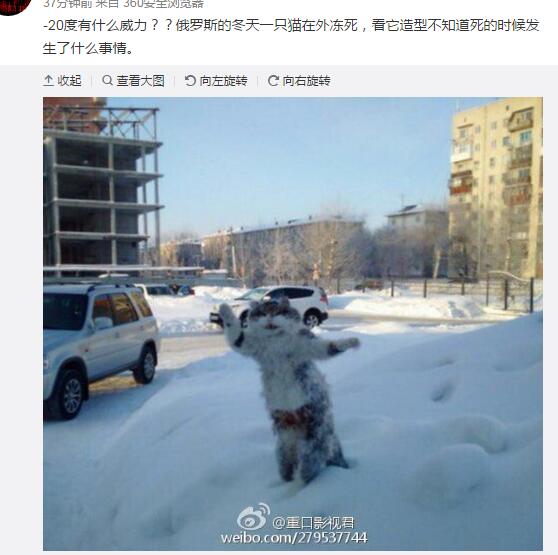 37分钟前 来自 360安全浏览器
-20度有什么威力？？俄罗斯的冬天一只猫在外冻死，看它造型不知道死的时候发
生了什么事情。
收起 查看大图 向左旋转 向右旋转
@重口影视君
weibo.com/279537744